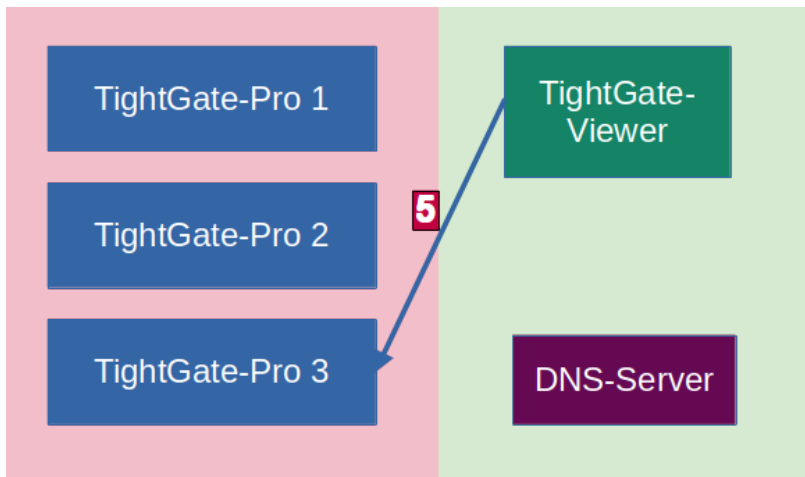 TightGate-Pro 1
TightGate-Pro 2
TightGate-Pro 3
5
TightGate-
Viewer
DNS-Server